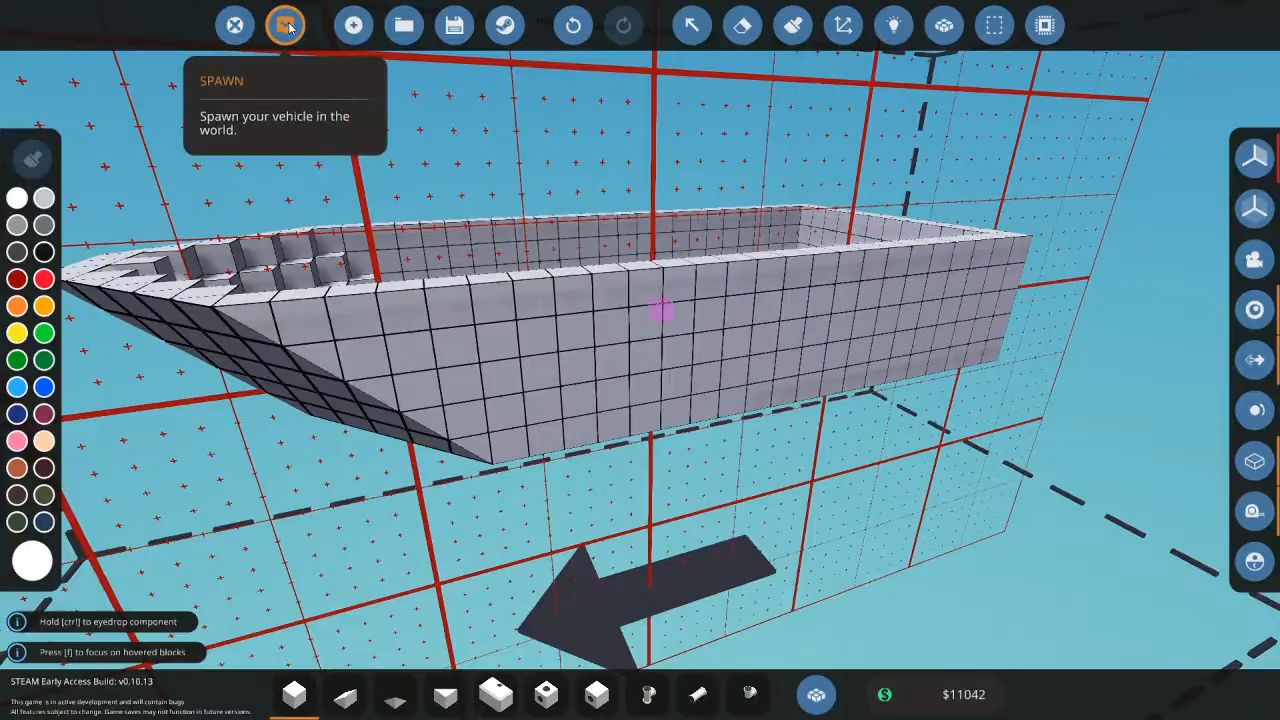 SPAWN
Spawn your vehicle in the
world.
Hold [ctrl] to eyedrop component
Press [f] to focus on hovered blocks
STEAM Early Access Build: v0.10.13
This game is in active development and will contain bugs
All features subject to change. Game saves may not function in future versions.
$11042